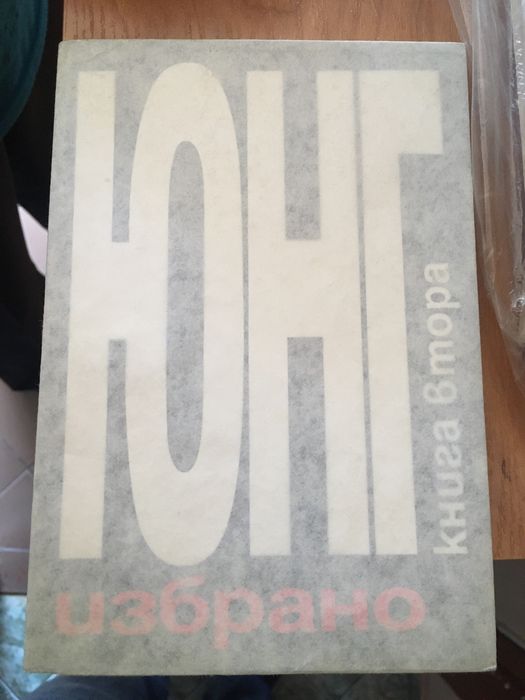 ЮНГ
книга втора
избрано